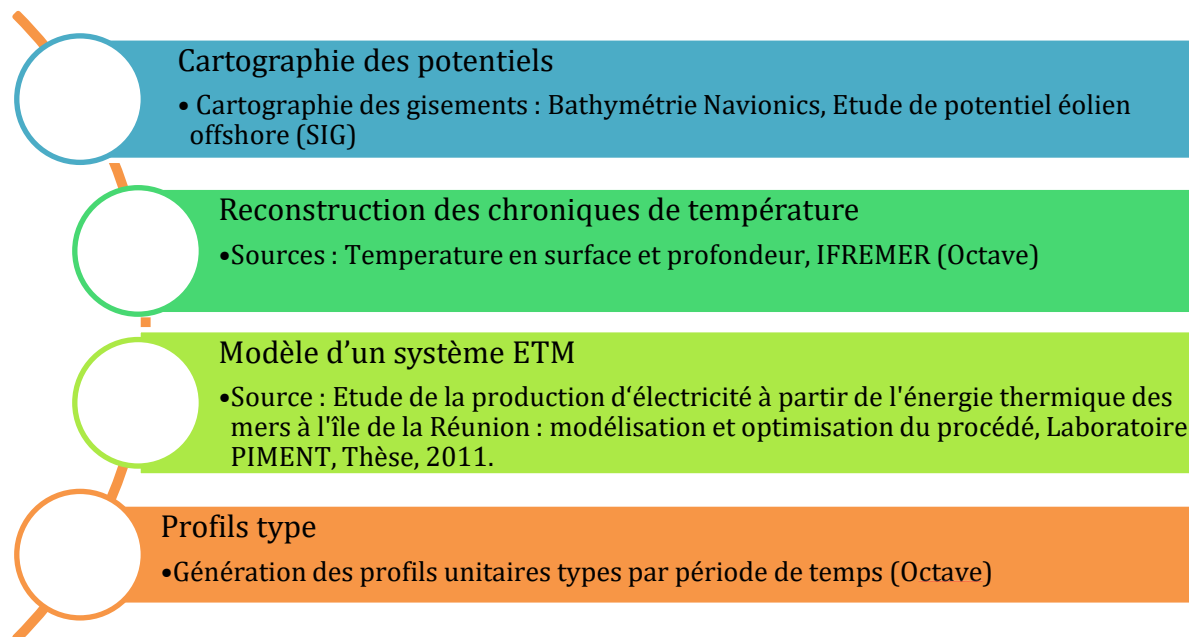 Cartographie des potentiels
• Cartographie des gisements : Bathymétrie Navionics, Etude de potentiel éolien
offshore (SIG)
Reconstruction des chroniques de température
•Sources : Temperature en surface et profondeur, IFREMER (Octave)
Modèle d’un système ETM
•Source : Etude de la production d‘électricité à partir de l'énergie thermique des
mers à l'île de la Réunion : modélisation et optimisation du procédé, Laboratoire
PIMENT, Thèse, 2011.
Profils type
•Génération des profils unitaires types par période de temps (Octave)